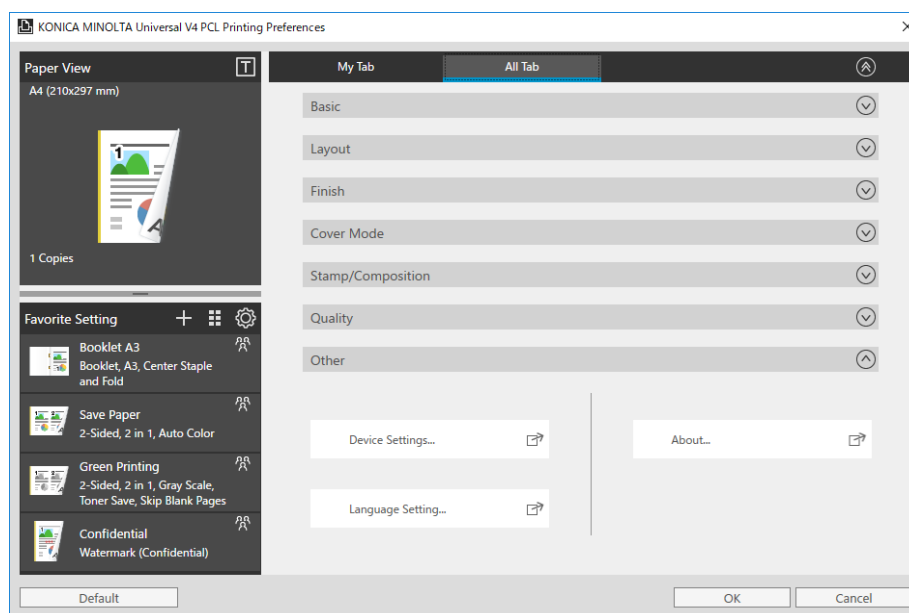 KONICA MINOLTA Universal V4 PCL Printing Preferences
Paper View
T
A4 (210x297 mm)
1
A
1 Copies
Favorite Setting
Booklet A3
Booklet, A3, Center Staple
and Fold
Save Paper
2-Sided, 2 in 1, Auto Color
Green Printing
2-Sided, 2 in 1, Gray Scale,
Toner Save, Skip Blank Pages
Confidential
Watermark (Confidential)
My Tab
All Tab
Basic
Layout
Finish
Cover Mode
Stamp/Composition
Quality
Other
Device Settings...
About...
Language Setting...
Default
OK
Cancel